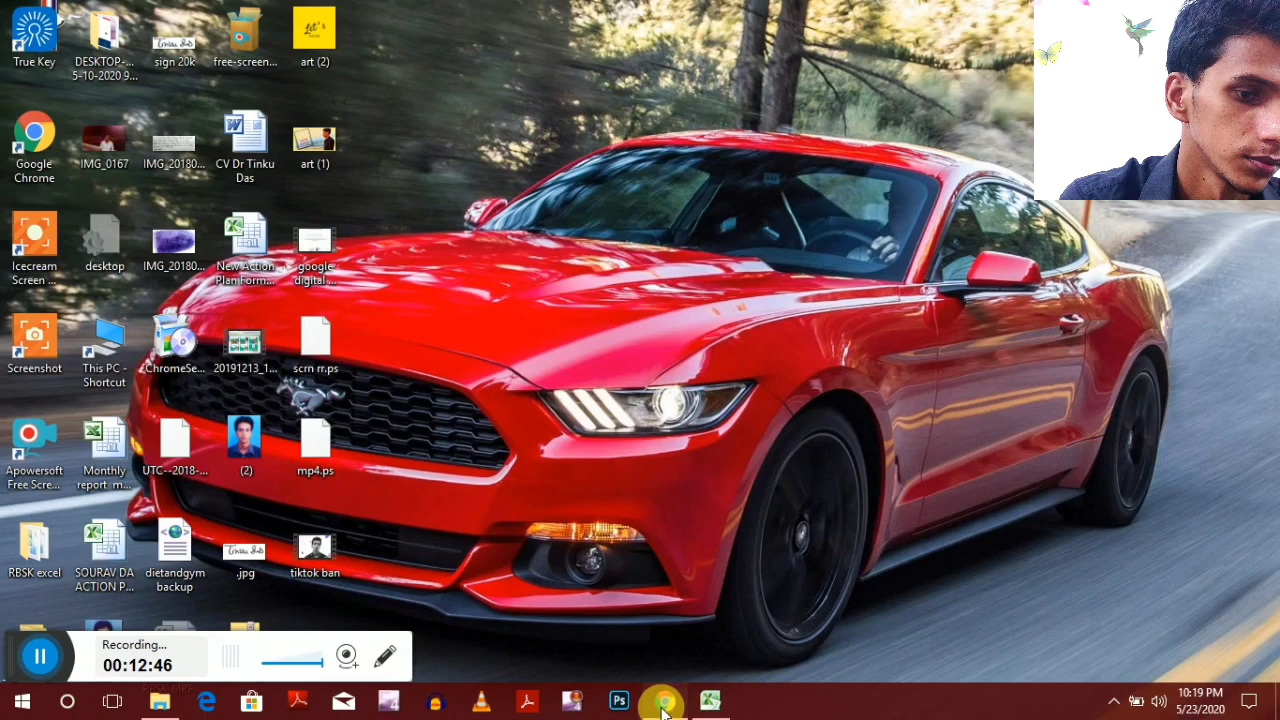 True Key
DESKTOP-...
5-10-2020 9...
sign 20k
free-screen...
Let's
art (2)
Google
Chrome
IMG_0167
IMG_20180...
CV Dr Tinku
Das
art (1)
Icecream
Screen ...
desktop
IMG_20180...
New Action
Plan Form...
google
digital ...
Screenshot
This PC -
Shortcut
ChromeSe...
20191213_1...
scrn rr.ps
Apowersoft
Free Scre...
Monthly
report m...
UTC--2018-...
(2)
mp4.ps
RBSK excel
SOURAV DA
ACTION P...
dietandgym
backup
.jpg
tiktok ban
Recording...
00:12:46
Ps
10:19 PM
5/23/2020